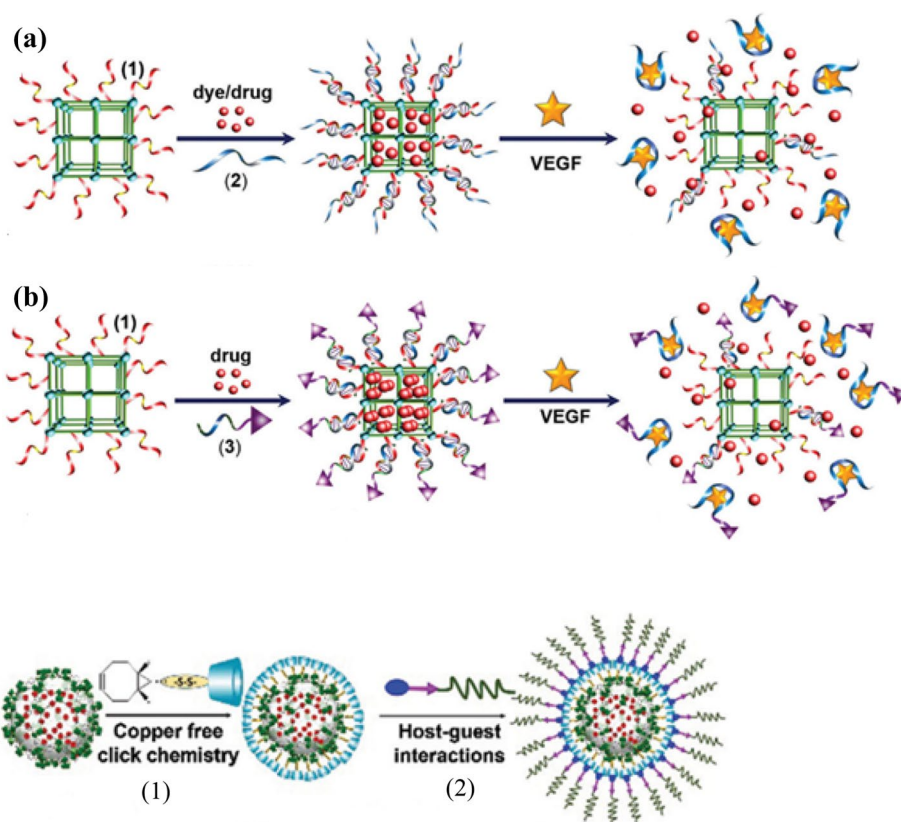 (a)
(1)
dye/drug
(2)
VEGF
(b)
(1)
drug
(3)
VEGF
-S-S-
Copper free
click chemistry
(1)
Host-guest
interactions
(2)